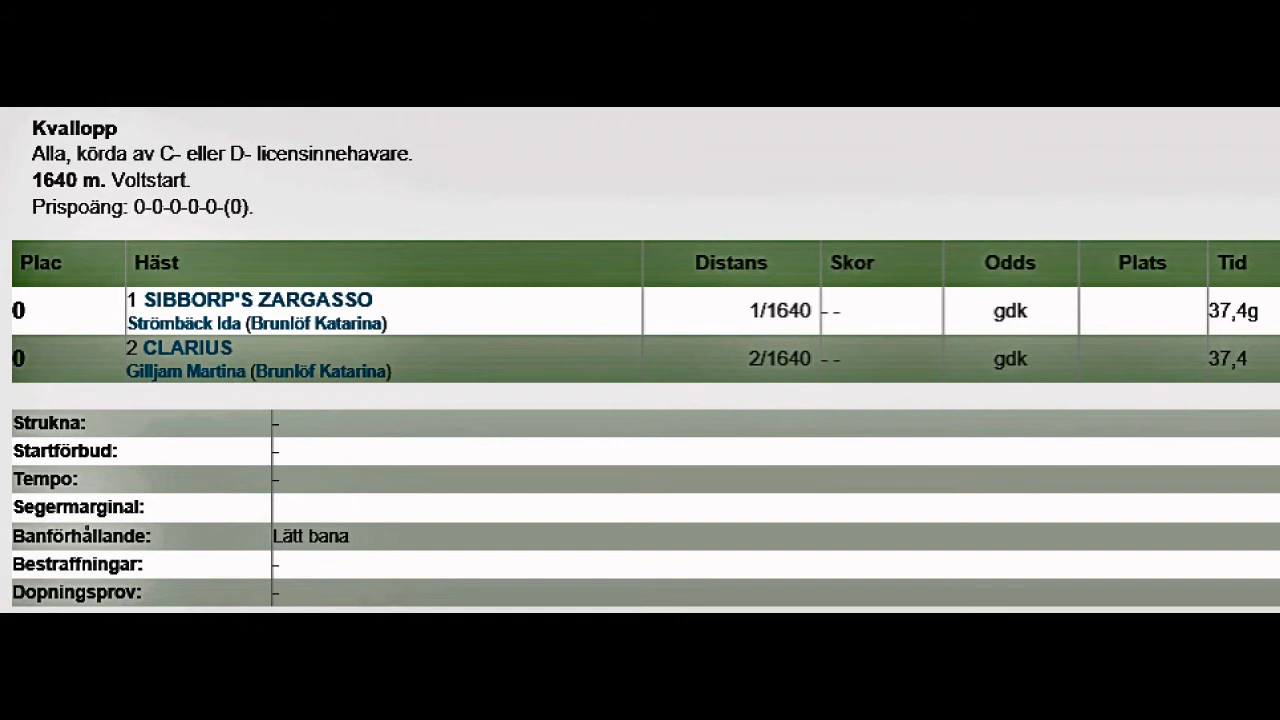 Kvallopp
Alla, körda av C- eller D- licensinnehavare.
1640 m. Voltstart.
Prispoäng: 0-0-0-0-0-(0).
Plac Häst Distans Skor Odds Plats Tid
0 1 SIBBORP'S ZARGASSO 1/1640 - - gdk 37,4g
Strömbäck Ida (Brunlöf Katarina)
0 2 CLARIUS 2/1640 - - gdk 37,4
Gilljam Martina (Brunlöf Katarina)
Strukna: -
Startförbud: -
Tempo: -
Segermarginal:
Banförhållande: Lätt bana
Bestraffningar: -
Dopningsprov: -